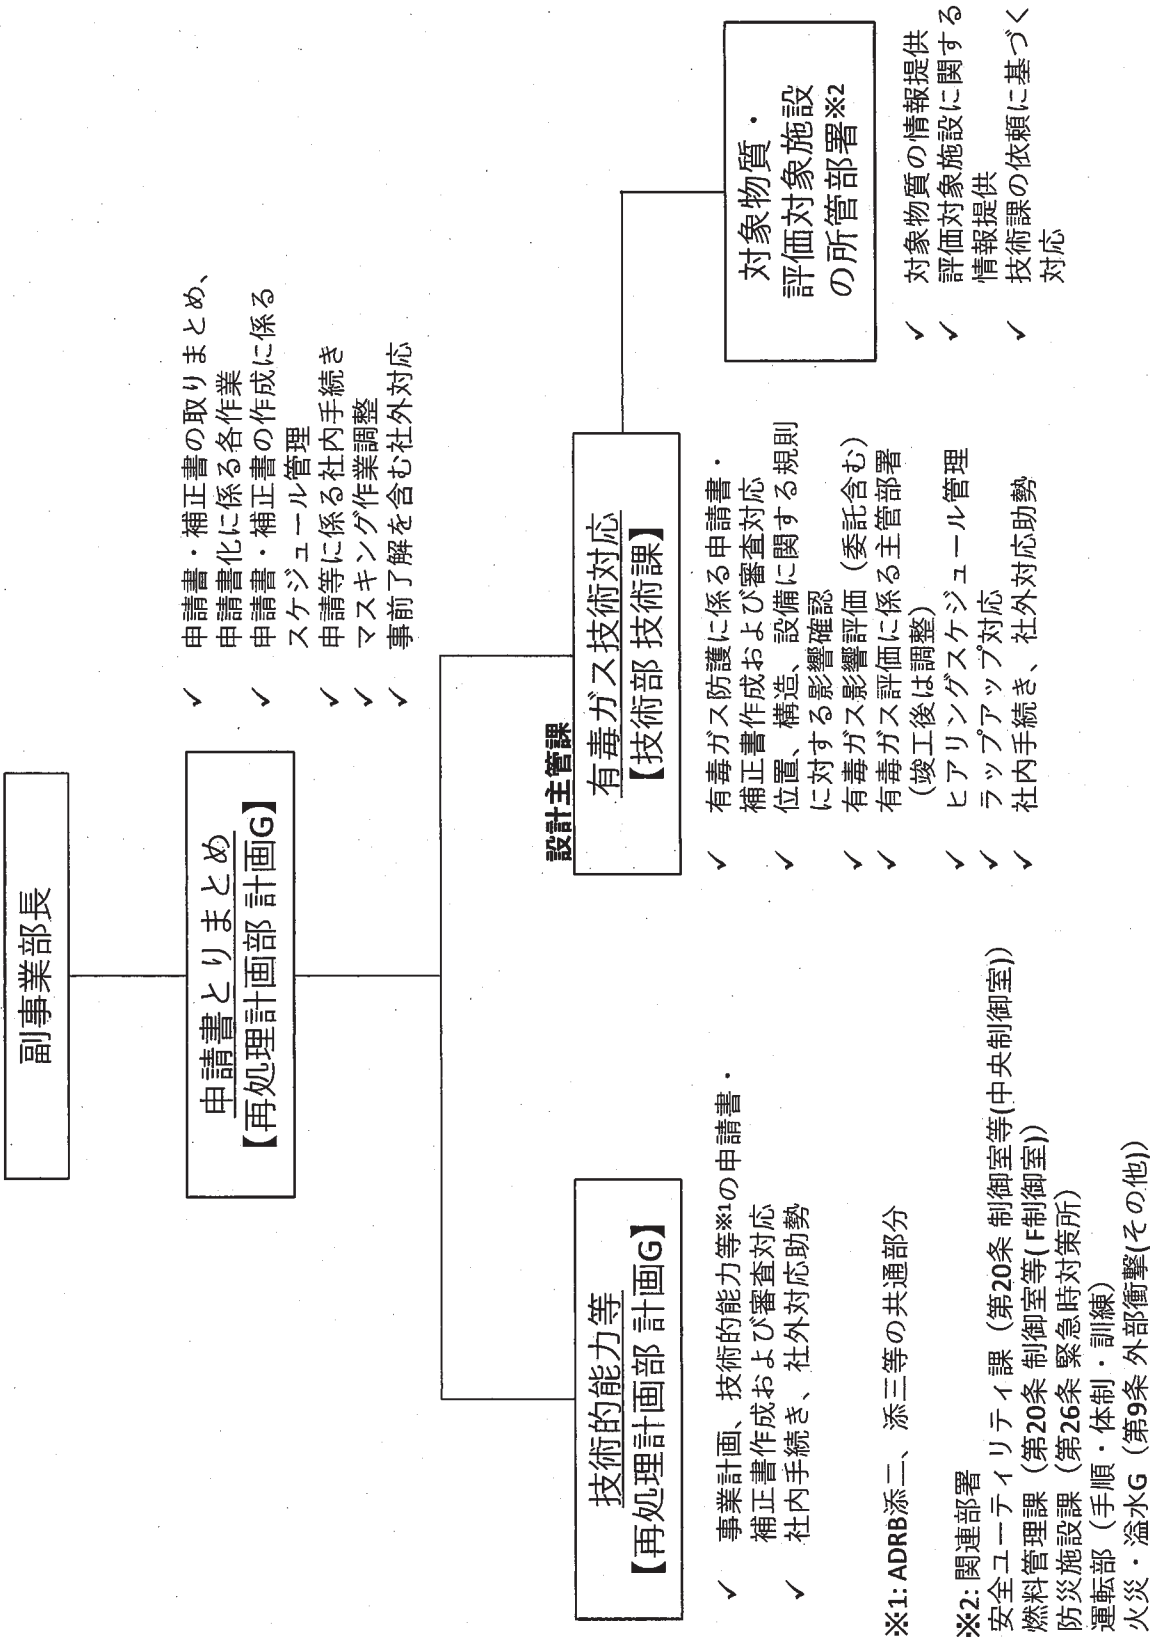 副事業部長
申請書とりまとめ
【再処理計画部 計画G】
✓ 申請書・補正書の取りまとめ、
申請書化に係る各作業
✓ 申請書・補正書の作成に係る
スケジュール管理
✓ 申請等に係る社内手続き
✓ マスキング作業調整
✓ 事前了解を含む社外対応
技術的能力等
【再処理計画部 計画G】
✓ 事業計画、技術的能力等※1の申請書・
補正書作成および審査対応
✓ 社内手続き、社外対応助勢
設計主管課
有毒ガス技術対応
【技術部 技術課】
✓ 有毒ガス防護に係る申請書・
補正書作成および審査対応
✓ 位置、構造、設備に関する規則
に対する影響確認
✓ 有毒ガス影響評価（委託含む）
✓ 有毒ガス評価に係る主管部署
（竣工後は調整）
✓ ヒアリングスケジュール管理
✓ ラップアップ対応
✓ 社内手続き、社外対応助勢
対象物質・
評価対象施設
の所管部署※2
✓ 対象物質の情報提供
✓ 評価対象施設に関する
情報提供
✓ 技術課の依頼に基づく
対応
※1: ADRB添二、添三等の共通部分
※2: 関連部署
安全ユーティリティ課（第20条 制御室等(中央制御室)）
燃料管理課（第20条 制御室等( F制御室)）
防災施設課（第26条 緊急時対策所）
運転部（手順・体制・訓練）
火災・溢水G（第9条 外部衝撃(その他)）